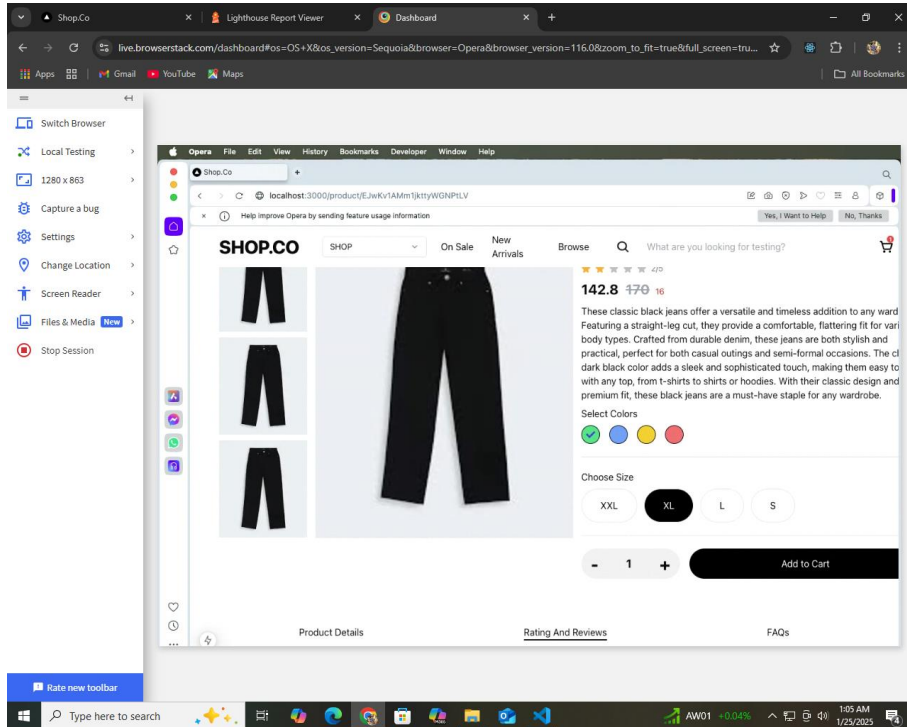 Shop.Co
Lighthouse Report Viewer
Dashboard
live.browserstack.com/dashboard#os=OS+X&os_version=Sequoia&browser=Opera&browser_version=116.0&zoom_to_fit=true&full_screen=tru...
Apps
Gmail
YouTube
Maps
All Bookmarks
Switch Browser
Local Testing
1280 x 863
Capture a bug
Settings
Change Location
Screen Reader
Files & Media New
Stop Session
Rate new toolbar
Opera File Edit View History Bookmarks Developer Window Help
Shop.Co
localhost:3000/product/EJwKv1AMm1jkttyWGNPtLV
Help improve Opera by sending feature usage information
Yes, I Want to Help
No, Thanks
SHOP.CO
SHOP
On Sale
New
Arrivals
Browse
What are you looking for testing?
2/5
142.8 170 16
These classic black jeans offer a versatile and timeless addition to any ward
Featuring a straight-leg cut, they provide a comfortable, flattering fit for vari
body types. Crafted from durable denim, these jeans are both stylish and
practical, perfect for both casual outings and semi-formal occasions. The cl
dark black color adds a sleek and sophisticated touch, making them easy to
with any top, from t-shirts to shirts or hoodies. With their classic design and
premium fit, these black jeans are a must-have staple for any wardrobe.
Select Colors
Choose Size
XXL
XL
L
S
- 1 +
Add to Cart
Product Details
Rating And Reviews
FAQs
Type here to search
AW01 +0.04%
1:05 AM
1/25/2025